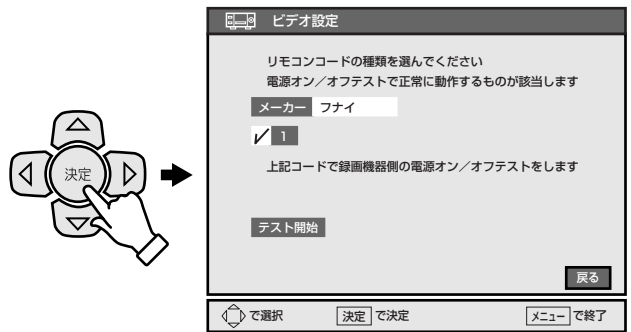 ビデオ設定
リモコンコードの種類を選んでください
電源オン／オフテストで正常に動作するものが該当します
メーカー フナイ
1
決定
上記コードで録画機器側の電源オン／オフテストをします
テスト開始
戻る
で選択 決定 で決定 メニュー で終了